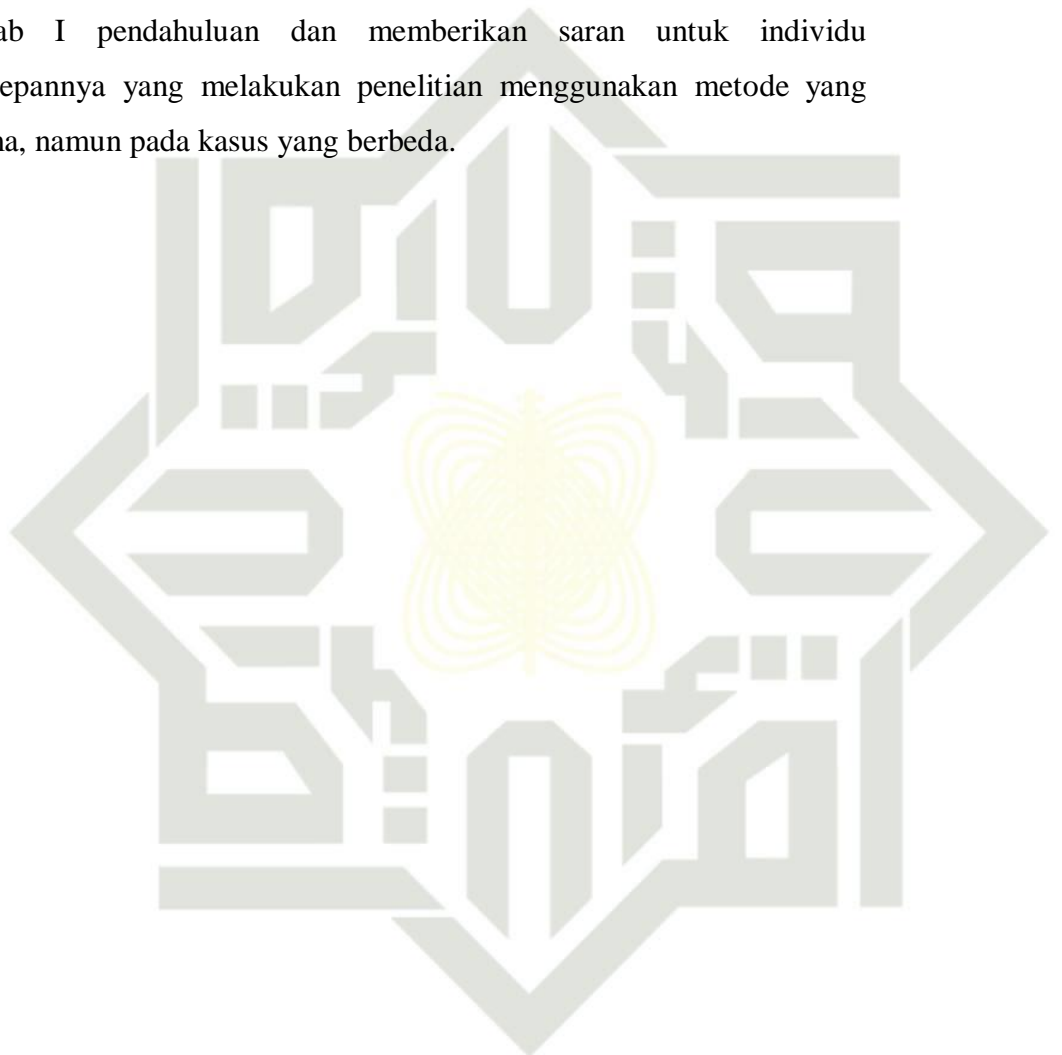 ab I pendahuluan dan memberikan saran untuk individu
epannya yang melakukan penelitian menggunakan metode yang
na, namun pada kasus yang berbeda.